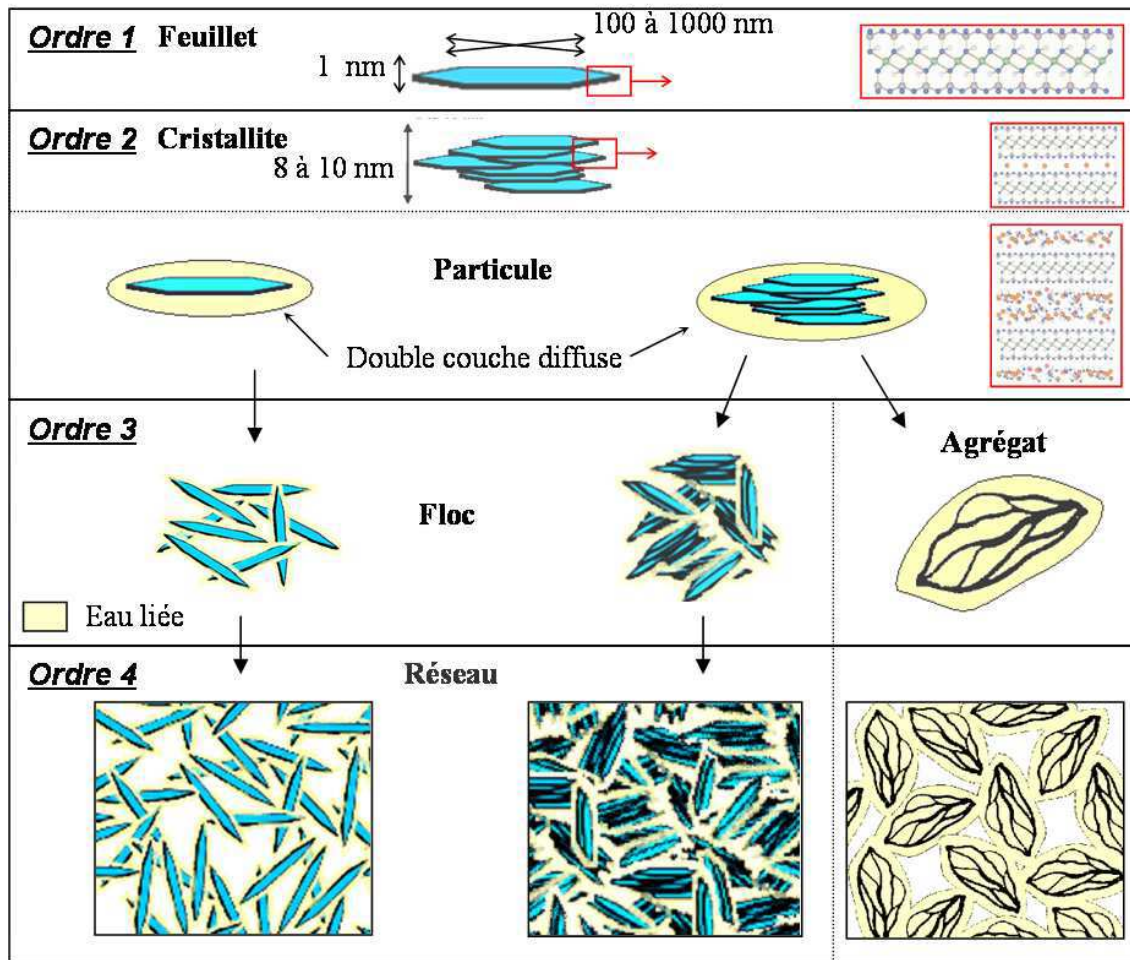 Ordre 1 Feuillet
100 à 1000 nm
1 nm
Ordre 2 Cristallite
8 à 10 nm
Particule
Double couche diffuse
Ordre 3
Agrégat
Floc
Eau liée
Ordre 4
Réseau